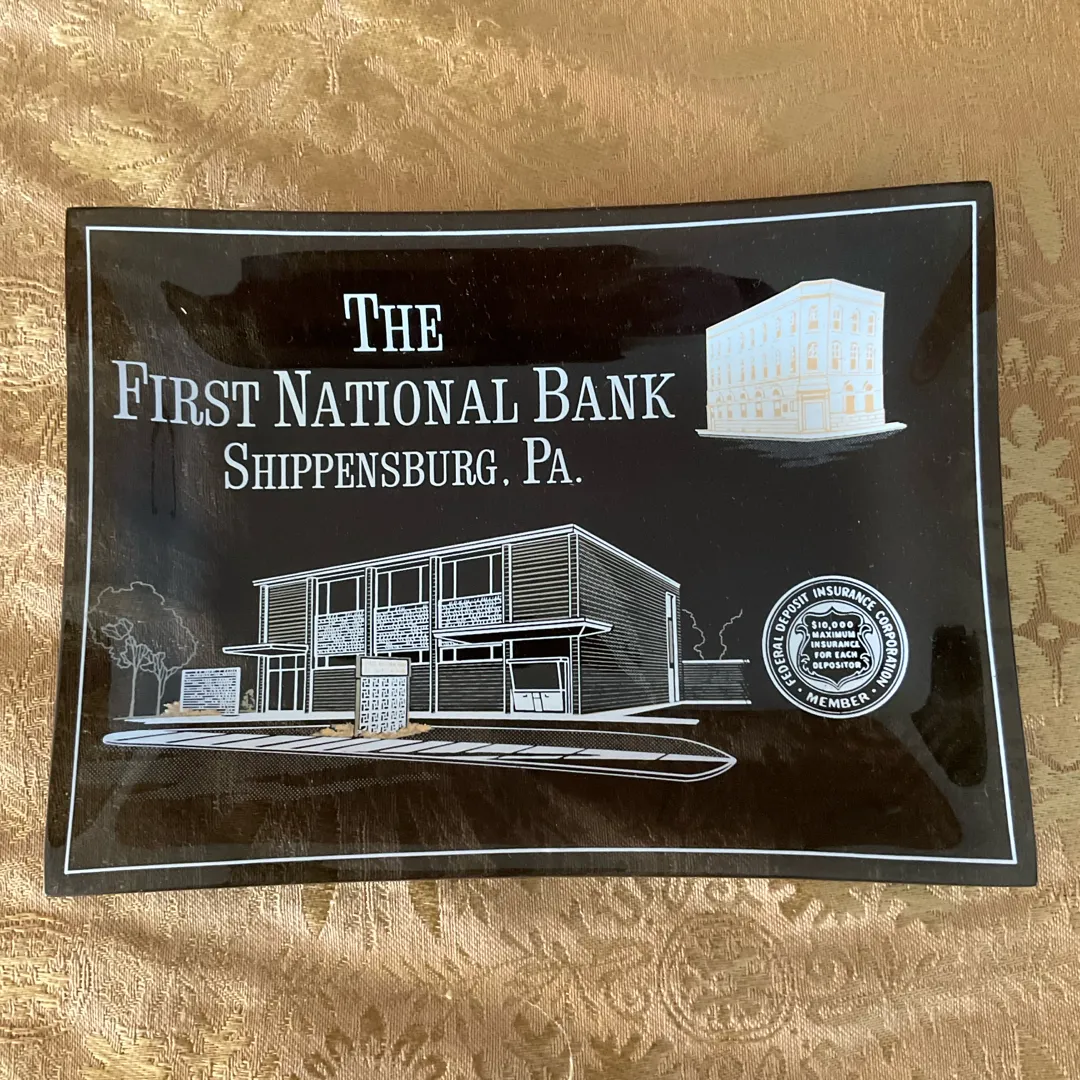 THE
FIRST NATIONAL BANK
SHIPPENSBURG, PA.
FEDERAL DEPOSIT INSURANCE CORPORATION
$10,000
MAXIMUM
INSURANCE
FOR EACH
DEPOSITOR
• MEMBER •